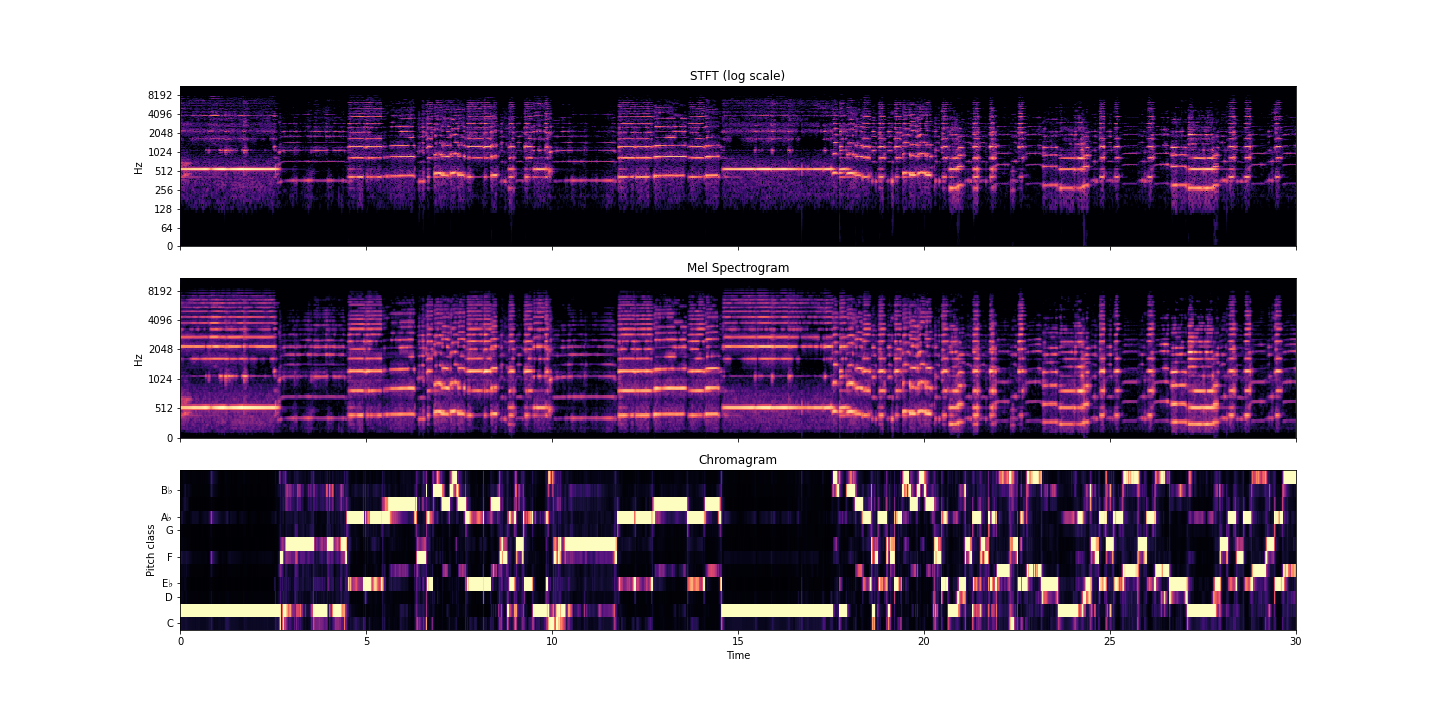 STFT (log scale)
8192
4096
2048
1024
512
256
128
64
0
Hz
Mel Spectrogram
8192
4096
2048
1024
512
0
Hz
Chromagram
B♭
A♭
G
F
E♭
D
C
Pitch class
0 5 10 15 20 25 30
Time